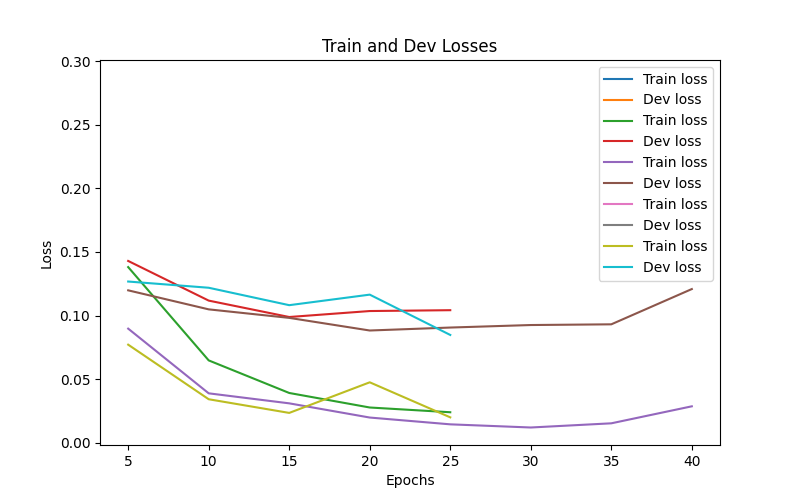 Train and Dev Losses
Loss
0.30
0.25
0.20
0.15
0.10
0.05
0.00
Train loss
Dev loss
Train loss
Dev loss
Train loss
Dev loss
Train loss
Dev loss
Train loss
Dev loss
5 10 15 20 25 30 35 40
Epochs